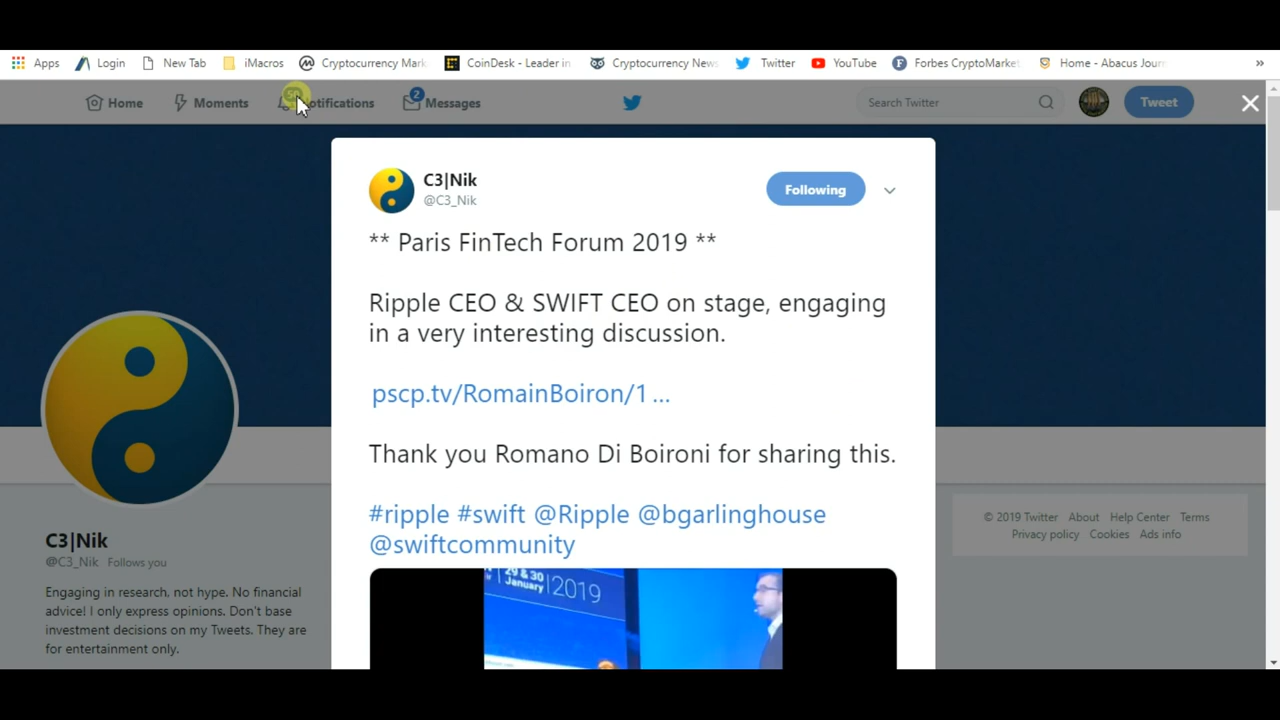 Apps Login New Tab iMacros Cryptocurrency Mark CoinDesk - Leader in Cryptocurrency News Twitter YouTube Forbes CryptoMarket Home - Abacus Jour »
Home Moments otifications 2 Messages Search Twitter Tweet
C3|Nik
@C3_Nik
Following
** Paris FinTech Forum 2019 **
Ripple CEO & SWIFT CEO on stage, engaging
in a very interesting discussion.
pscp.tv/RomainBoiron/1 …
Thank you Romano Di Boironi for sharing this.
#ripple #swift @Ripple @bgarlinghouse
@swiftcommunity
29 & 30
January 2019
C3|Nik
@C3_Nik Follows you
Engaging in research, not hype. No financial
advice! I only express opinions. Don't base
investment decisions on my Tweets. They are
for entertainment only.
© 2019 Twitter About Help Center Terms
Privacy policy Cookies Ads info